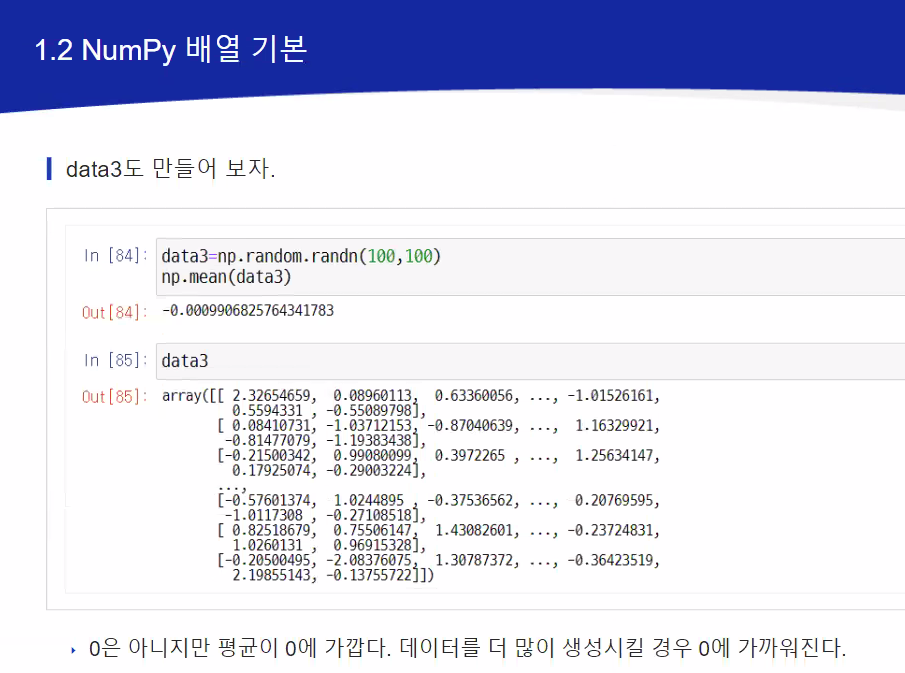 1.2 NumPy 배열 기본
data3도 만들어 보자.
In [84]: data3=np.random.randn(100,100)
np.mean(data3)
Out[84]: -0.0009906825764341783
In [85]: data3
Out[85]: array([[ 2.32654659, 0.08960113, 0.63360056, ..., -1.01526161,
0.5594331 , -0.55089798],
[ 0.08410731, -1.03712153, -0.87040639, ..., 1.16329921,
-0.81477079, -1.19383438],
[-0.21500342, 0.99080099, 0.3972265 , ..., 1.25634147,
0.17925074, -0.29003224],
...,
[-0.57601374, 1.0244895 , -0.37536562, ..., 0.20769595,
-1.0117308 , -0.27108518],
[ 0.82518679, 0.75506147, 1.43082601, ..., -0.23724831,
1.0260131 , 0.96915328],
[-0.20500495, -2.08376075, 1.30787372, ..., -0.36423519,
2.19855143, -0.13755722]])
0은 아니지만 평균이 0에 가깝다. 데이터를 더 많이 생성시킬 경우 0에 가까워진다.